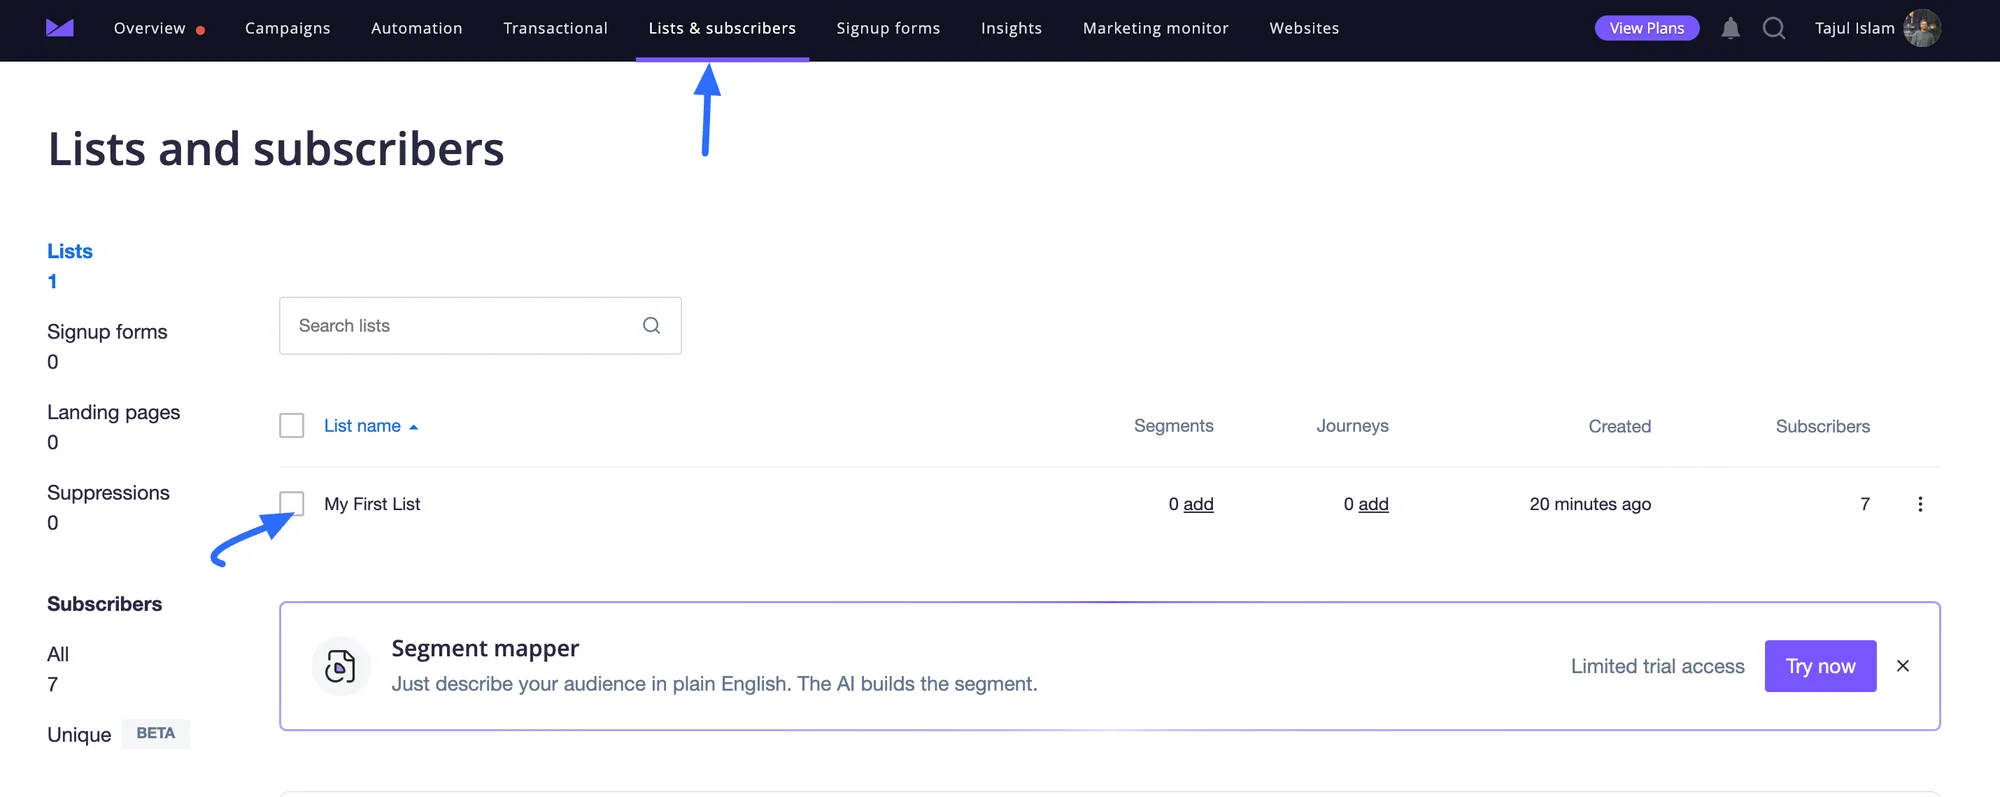 Overview Campaigns Automation Transactional Lists & subscribers Signup forms Insights Marketing monitor Websites View Plans Tajul Islam
Lists and subscribers
Lists
1
Signup forms
0
Landing pages
0
Suppressions
0
Subscribers
All
7
Unique BETA
Search lists
List name Segments Journeys Created Subscribers
My First List 0 add 0 add 20 minutes ago 7
Segment mapper
Just describe your audience in plain English. The AI builds the segment.
Limited trial access Try now